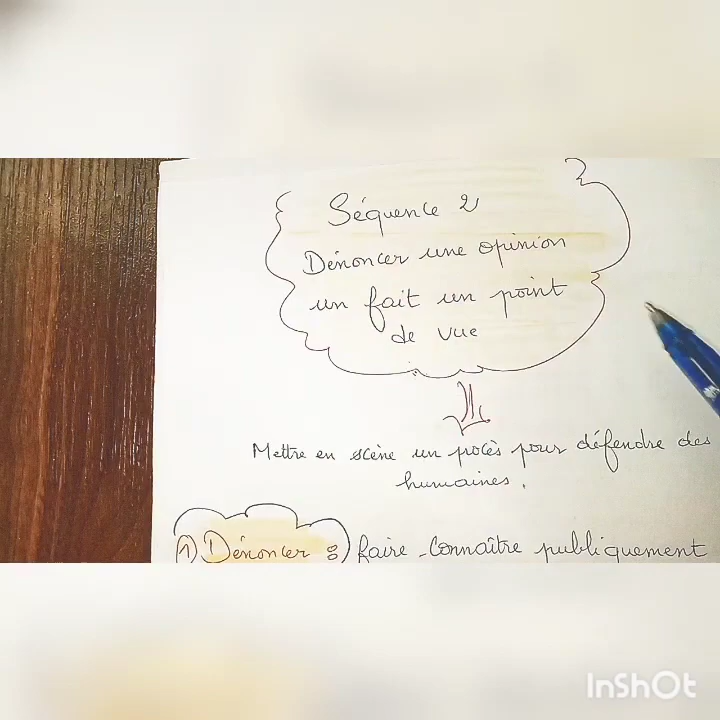 Séquence 2
Dénoncer une opinion
un fait un point
de vue
Mettre en scène un pocès pour défendre des
humaines.
1) Dénoncer : faire connaître publiquement
InShOt